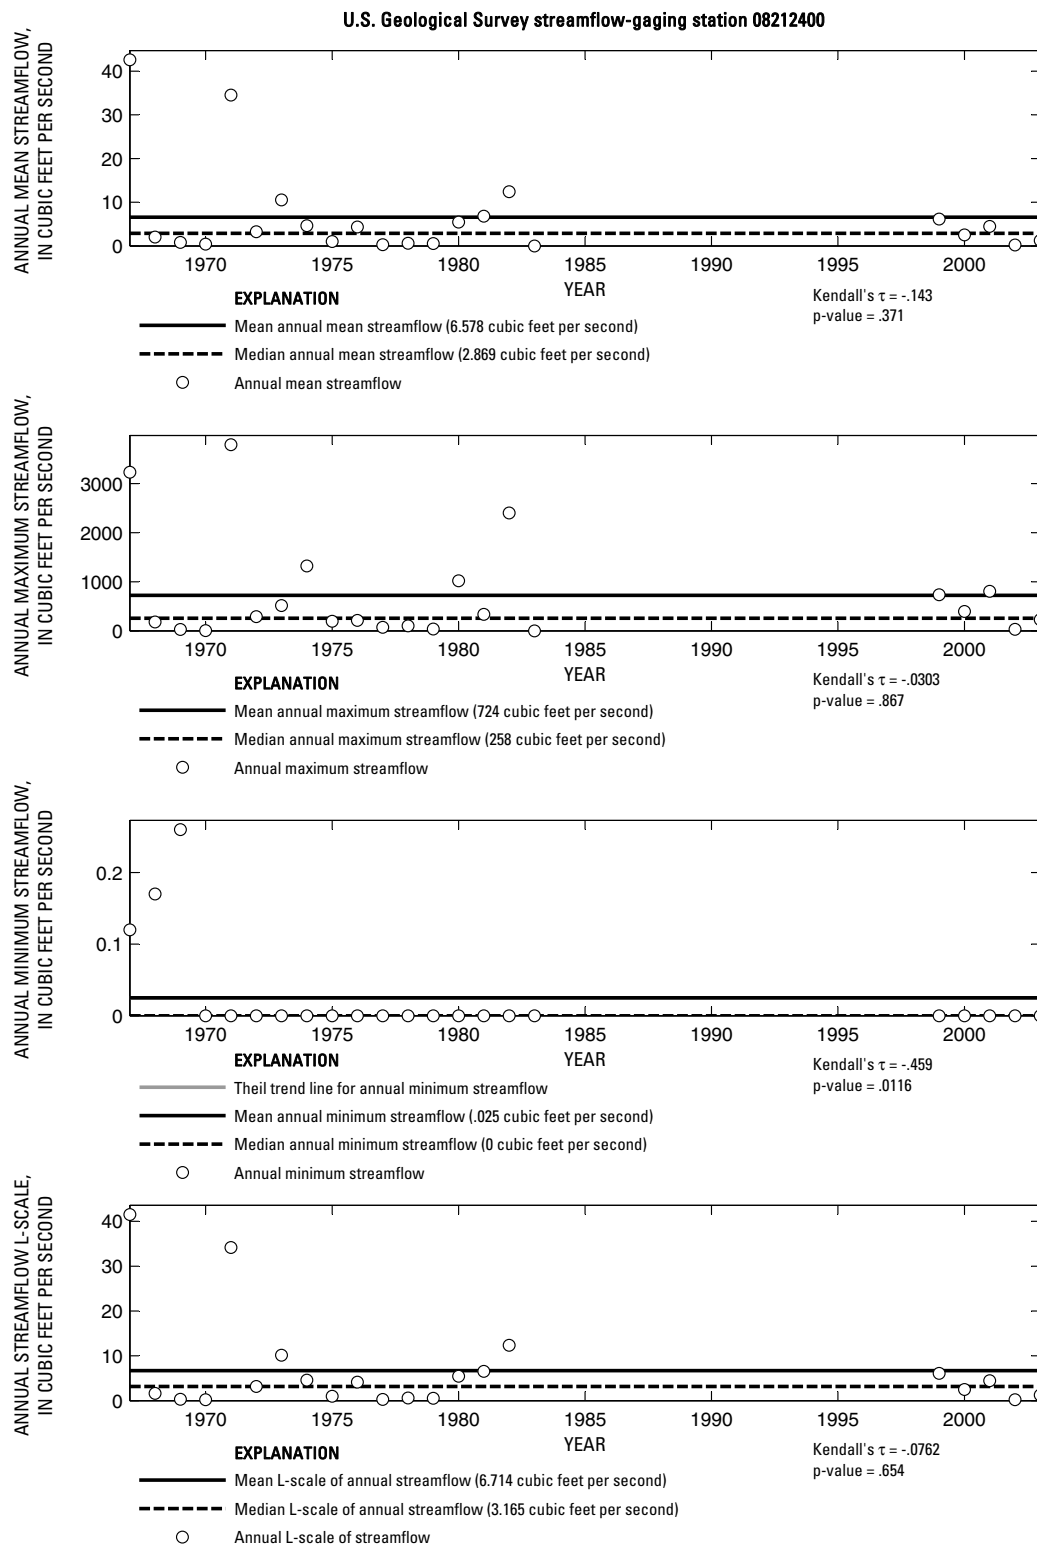 U.S. Geological Survey streamflow-gaging station 08212400
ANNUAL MEAN STREAMFLOW,
IN CUBIC FEET PER SECOND
40
30
20
10
0
1970 1975 1980 1985 1990 1995 2000
YEAR
Kendall's τ = -.143
p-value = .371
EXPLANATION
Mean annual mean streamflow (6.578 cubic feet per second)
Median annual mean streamflow (2.869 cubic feet per second)
Annual mean streamflow
ANNUAL MAXIMUM STREAMFLOW,
IN CUBIC FEET PER SECOND
3000
2000
1000
0
1970 1975 1980 1985 1990 1995 2000
YEAR
Kendall's τ = -.0303
p-value = .867
EXPLANATION
Mean annual maximum streamflow (724 cubic feet per second)
Median annual maximum streamflow (258 cubic feet per second)
Annual maximum streamflow
ANNUAL MINIMUM STREAMFLOW,
IN CUBIC FEET PER SECOND
0.2
0.1
0
1970 1975 1980 1985 1990 1995 2000
YEAR
Kendall's τ = -.459
p-value = .0116
EXPLANATION
Theil trend line for annual minimum streamflow
Mean annual minimum streamflow (.025 cubic feet per second)
Median annual minimum streamflow (0 cubic feet per second)
Annual minimum streamflow
ANNUAL STREAMFLOW L-SCALE,
IN CUBIC FEET PER SECOND
40
30
20
10
0
1970 1975 1980 1985 1990 1995 2000
YEAR
Kendall's τ = -.0762
p-value = .654
EXPLANATION
Mean L-scale of annual streamflow (6.714 cubic feet per second)
Median L-scale of annual streamflow (3.165 cubic feet per second)
Annual L-scale of streamflow